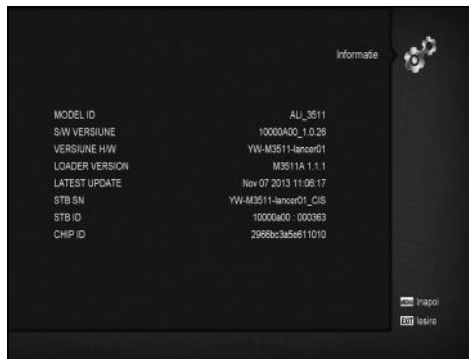 Informatie
MODEL ID ALi_3511
S/W VERSIUNE 10000A00_1.0.26
VERSIUNE H/W YW-M3511-lancer01
LOADER VERSION M3511A 1.1.1
LATEST UPDATE Nov 07 2013 11:06:17
STB SN YW-M3511-lancer01_CIS
STB ID 10000a00 : 000363
CHIP ID 2966bc3a5e611010
MENU Inapoi
EXIT Iesire